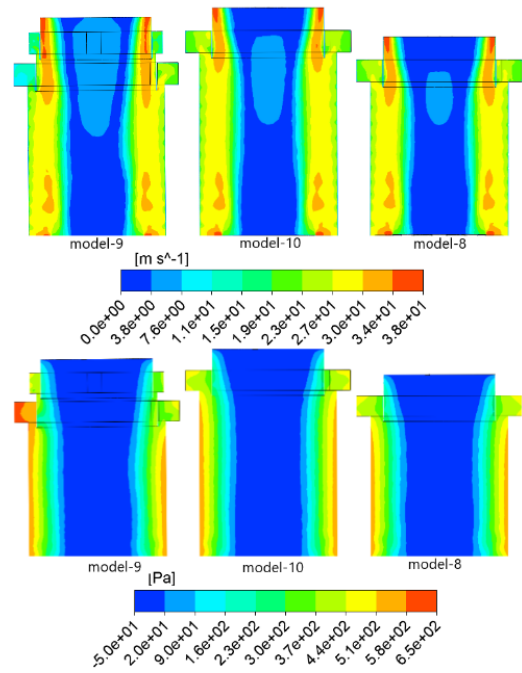 model-9 model-10 model-8
[m s^-1]
0.0e+00 3.8e+00 7.6e+00 1.1e+01 1.5e+01 1.9e+01 2.3e+01 2.7e+01 3.0e+01 3.4e+01 3.8e+01
model-9 model-10 model-8
[Pa]
-5.0e+01 2.0e+01 9.0e+01 1.6e+02 2.3e+02 3.0e+02 3.7e+02 4.4e+02 5.1e+02 5.8e+02 6.5e+02